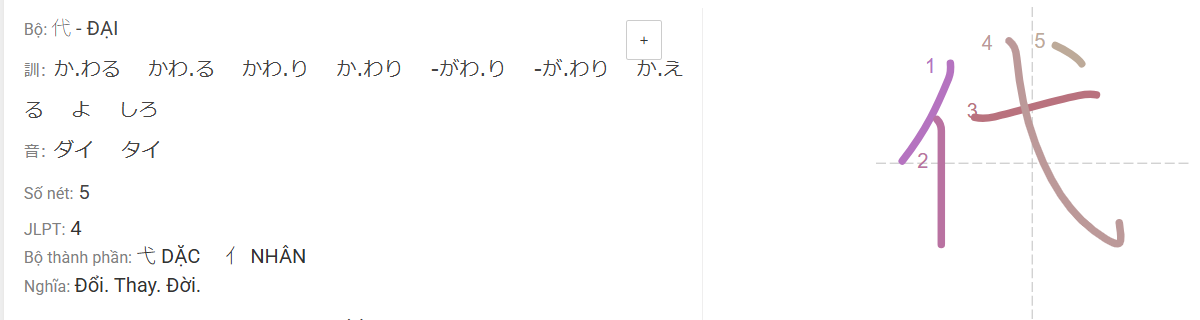 Bộ: 代 - ĐẠI
+
訓: か.わる かわ.る かわ.り か.わり -がわ.り -が.わり か.え
る よ しろ
音: ダイ タイ
Số nét: 5
JLPT: 4
Bộ thành phần: 弋 DẶC 亻 NHÂN
Nghĩa: Đổi. Thay. Đời.
1
2
3
4
5